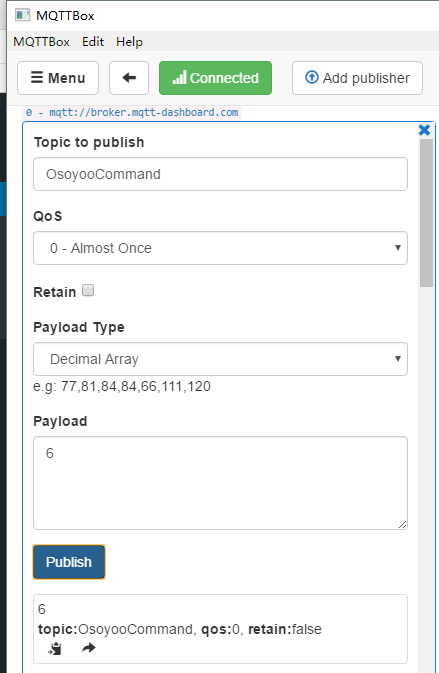 MQTTBox
MQTTBox Edit Help
Menu Connected Add publisher
0 - mqtt://broker.mqtt-dashboard.com
Topic to publish
OsoyooCommand
QoS
0 - Almost Once
Retain
Payload Type
Decimal Array
e.g: 77,81,84,84,66,111,120
Payload
6
Publish
6
topic:OsoyooCommand, qos:0, retain:false